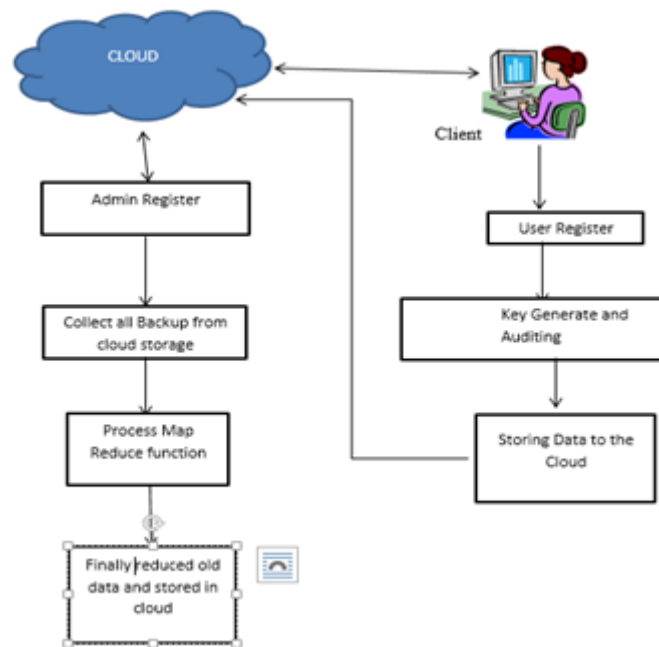 CLOUD
Client
Admin Register
User Register
Collect all Backup from
cloud storage
Key Generate and
Auditing
Process Map
Reduce function
Storing Data to the
Cloud
Finally reduced old
data and stored in
cloud